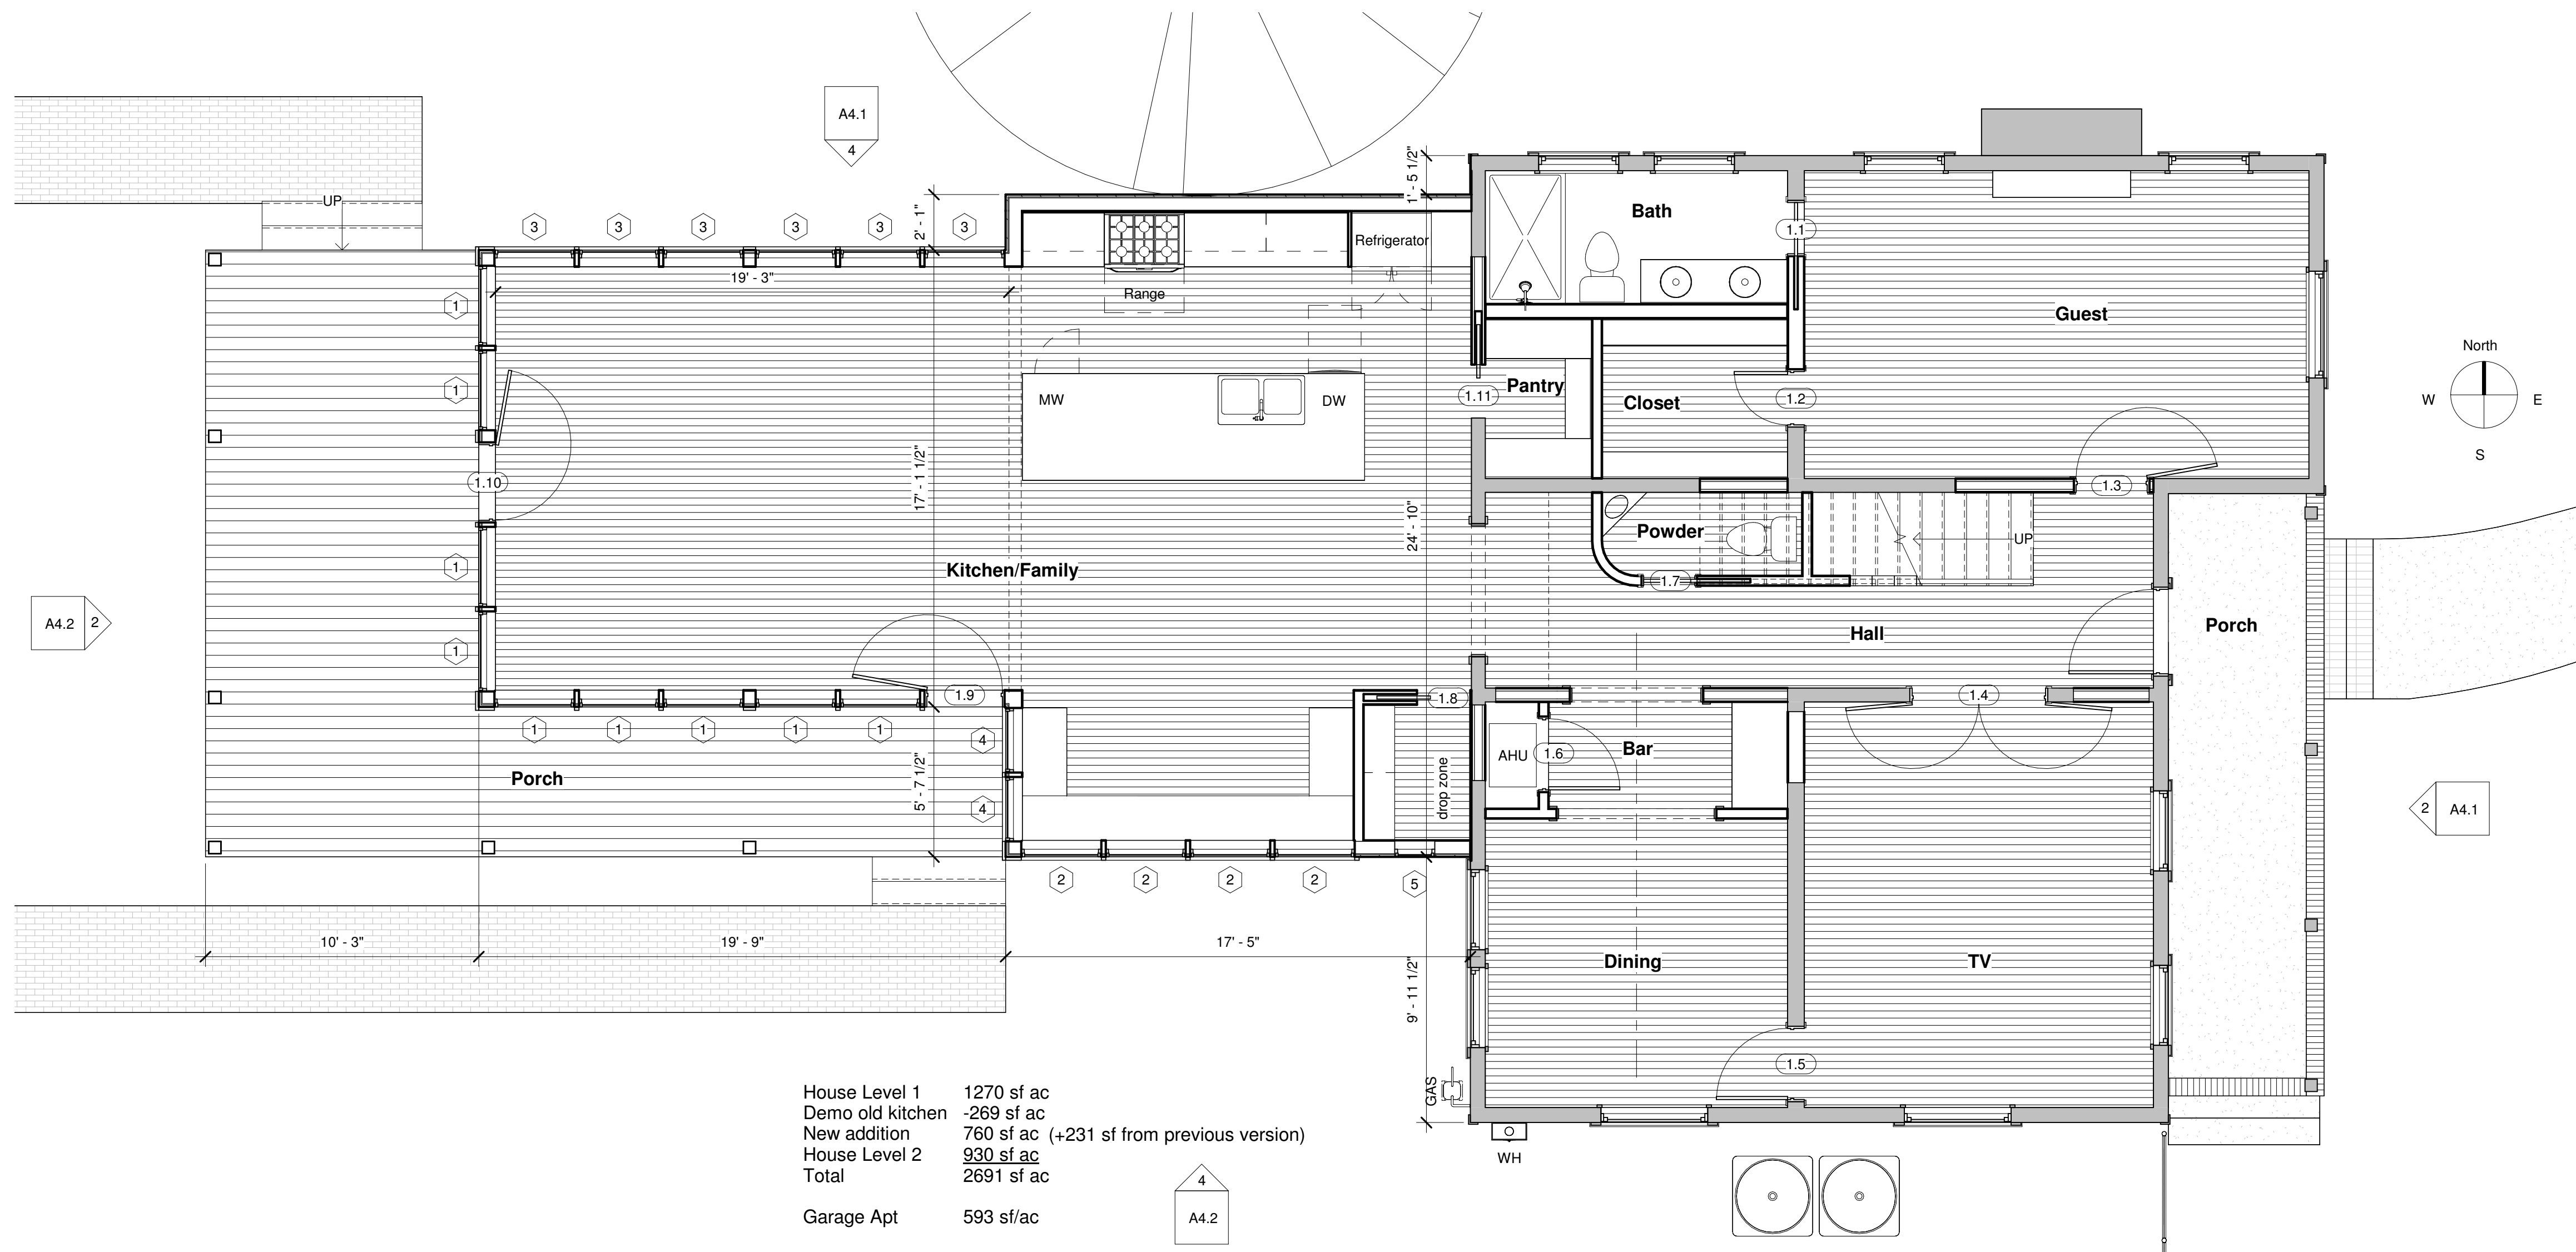 A4.1
4
1' - 5 1/2"
UP
2' - 1"
3
3
3
3
3
3
Bath
1.1
Refrigerator
19' - 3"
Range
1
Guest
North
W
E
S
1
MW
DW
Pantry
1.11
Closet
1.2
17' - 1 1/2"
1.10
1.3
24' - 10"
Powder
UP
Kitchen/Family
1
1.7
A4.2
2
1
Hall
Porch
1.9
1.8
1.4
1
1
1
1
1
4
AHU
1.6
Bar
Porch
5' - 7 1/2"
4
drop zone
2
A4.1
2
2
2
2
5
10' - 3"
19' - 9"
17' - 5"
Dining
TV
9' - 11 1/2"
1.5
GAS
WH
House Level 1 1270 sf ac
Demo old kitchen -269 sf ac
New addition 760 sf ac (+231 sf from previous version)
House Level 2 930 sf ac
Total 2691 sf ac
Garage Apt 593 sf/ac
4
A4.2